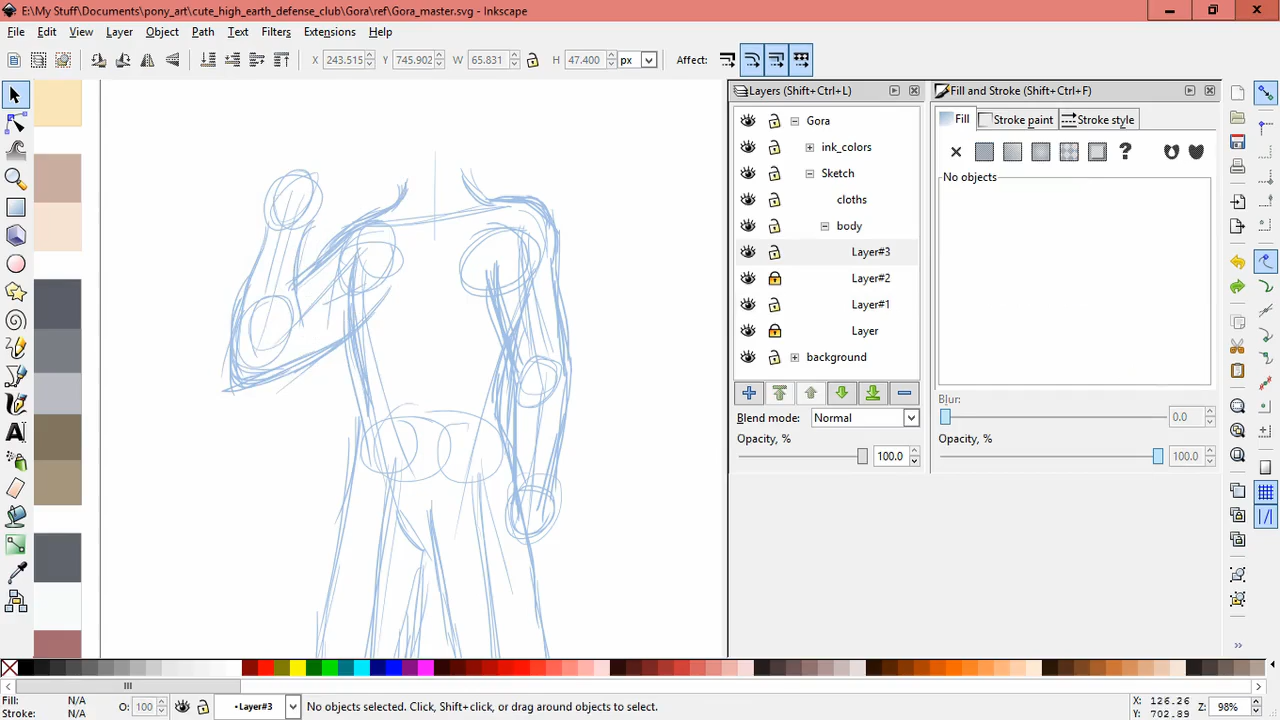 E:\My Stuff\Documents\pony_art\cute_high_earth_defense_club\Gora\ref\Gora_master.svg - Inkscape
File Edit View Layer Object Path Text Filters Extensions Help
X 243.515 Y 745.902 W 65.831 H 47.400 px Affect:
Layers (Shift+Ctrl+L)
Fill and Stroke (Shift+Ctrl+F)
Gora
ink_colors
Sketch
cloths
body
Layer#3
Layer#2
Layer#1
Layer
background
Blend mode: Normal
Opacity, %
100.0
Fill Stroke paint Stroke style
?
No objects
Blur:
0.0
Opacity, %
100.0
Fill: N/A
Stroke: N/A
O: 100
•Layer#3
No objects selected. Click, Shift+click, or drag around objects to select.
X: 126.26
Y: 702.89
Z: 98%